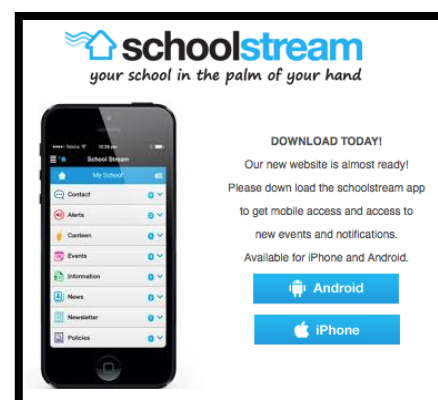 schoolstream
your school in the palm of your hand
Telstra
School Stream
My School
Contact
Alerts
Canteen
Events
Information
News
Newsletter
Policies
DOWNLOAD TODAY!
Our new website is almost ready!
Please down load the schoolstream app
to get mobile access and access to
new events and notifications.
Available for iPhone and Android.
Android
iPhone